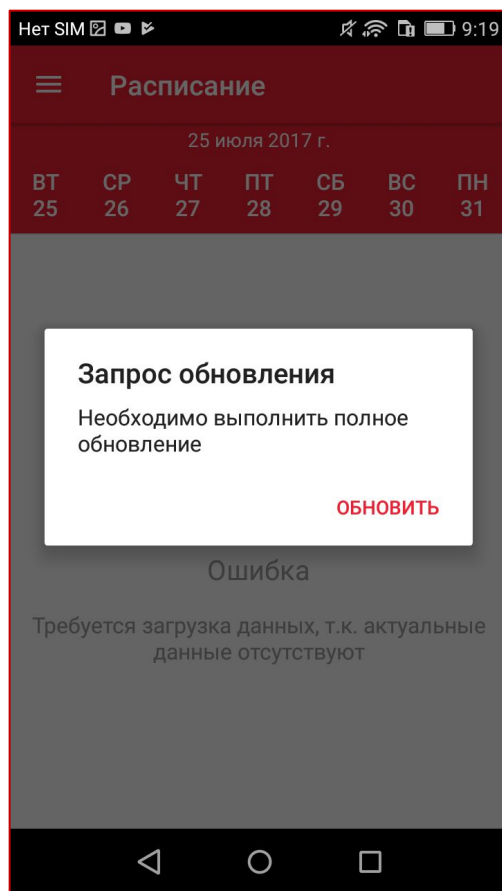 Нет SIM 9:19
Расписание
25 июля 2017 г.
ВТ СР ЧТ ПТ СБ ВС ПН
25 26 27 28 29 30 31
Запрос обновления
Необходимо выполнить полное
обновление
ОБНОВИТЬ
Ошибка
Требуется загрузка данных, т.к. актуальные
данные отсутствуют